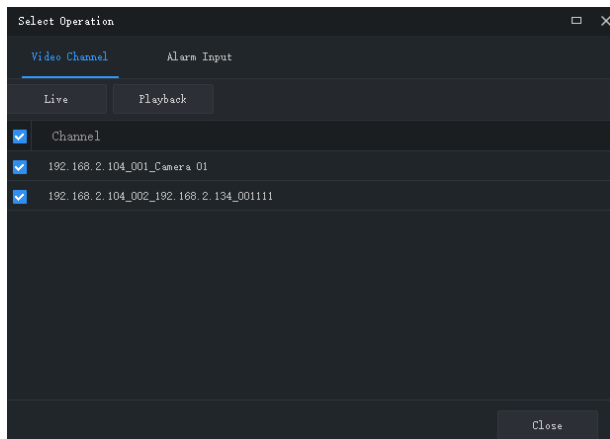 Select Operation
Video Channel Alarm Input
Live Playback
Channel
192.168.2.104_001_Camera 01
192.168.2.104_002_192.168.2.134_001111
Close